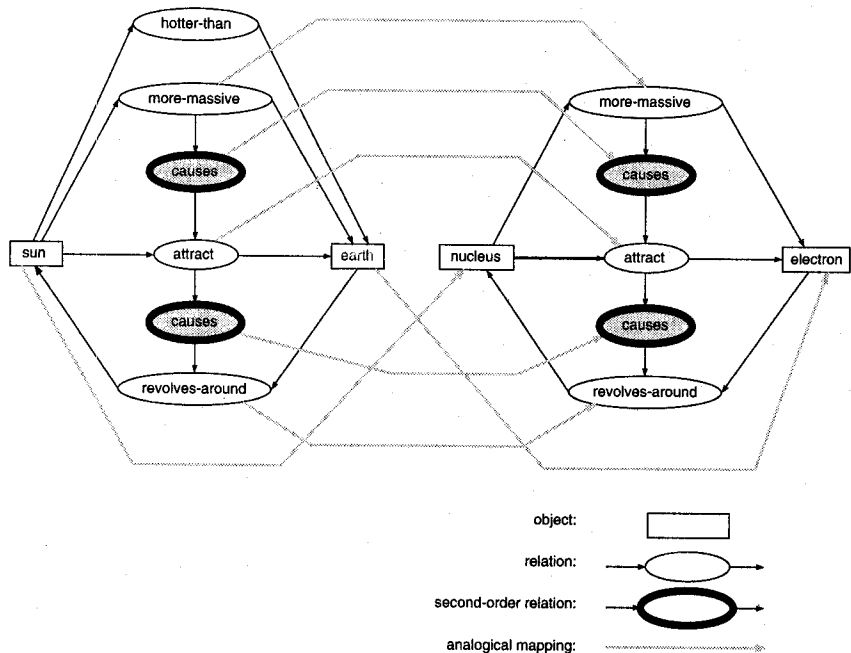 hotter-than
more-massive
more-massive
causes
causes
sun
attract
earth
nucleus
attract
electron
causes
causes
revolves-around
revolves-around
object:
relation:
second-order relation:
analogical mapping: